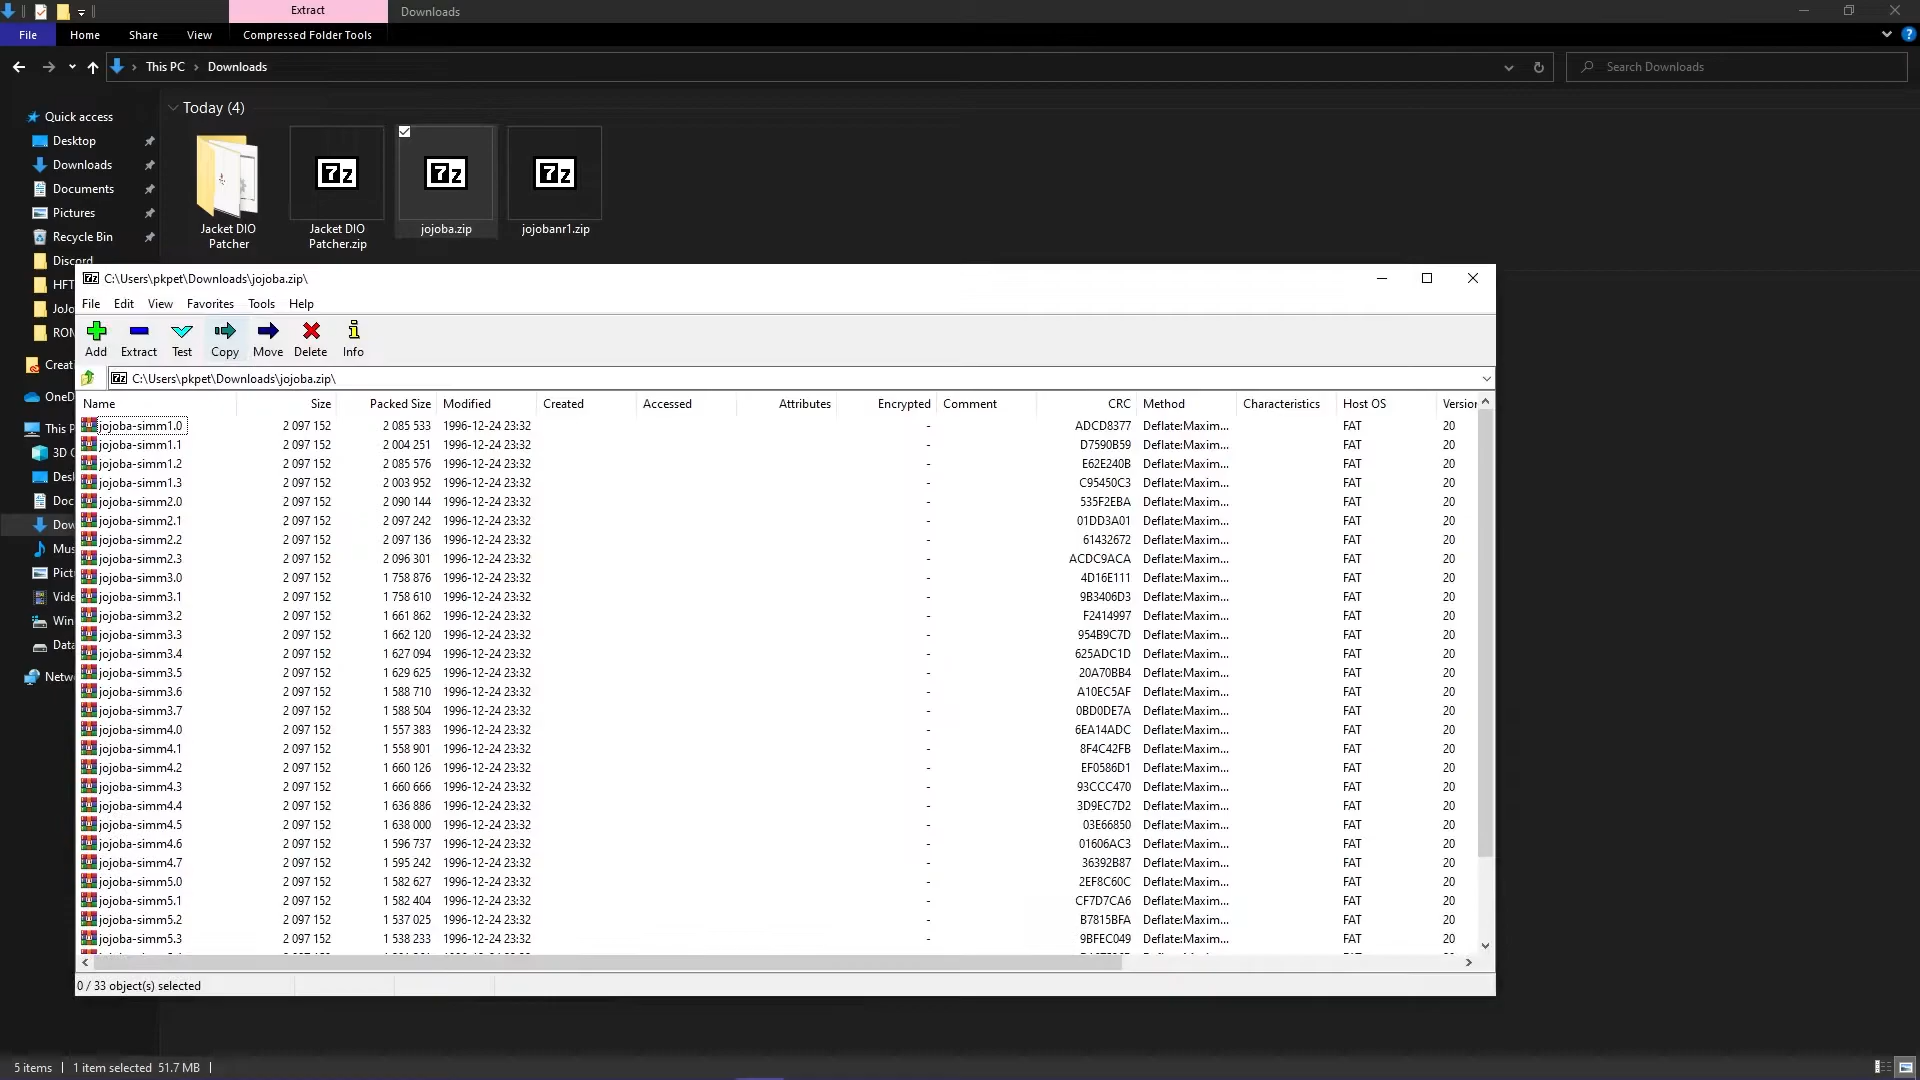 Extract
Downloads
File
Home
Share
View
Compressed Folder Tools
This PC
Downloads
Search Downloads
Quick access
Desktop
Downloads
Documents
Pictures
Recycle Bin
Discord
HFT
JoJo
Today (4)
Jacket DIO
Patcher
Jacket DIO
Patcher.zip
jojoba.zip
jojobanr1.zip
C:\Users\pkpet\Downloads\jojoba.zip\
File Edit View Favorites Tools Help
Add Extract Test Copy Move Delete Info
C:\Users\pkpet\Downloads\jojoba.zip\
Name Size Packed Size Modified Created Accessed Attributes Encrypted Comment CRC Method Characteristics Host OS Version
jojoba-simm1.0 2 097 152 2 085 533 1996-12-24 23:32 - ADCD8377 Deflate:Maxim... FAT 20
jojoba-simm1.1 2 097 152 2 004 251 1996-12-24 23:32 - D7590B59 Deflate:Maxim... FAT 20
jojoba-simm1.2 2 097 152 2 085 576 1996-12-24 23:32 - E62E240B Deflate:Maxim... FAT 20
jojoba-simm1.3 2 097 152 2 003 952 1996-12-24 23:32 - C95450C3 Deflate:Maxim... FAT 20
jojoba-simm2.0 2 097 152 2 090 144 1996-12-24 23:32 - 535F2EBA Deflate:Maxim... FAT 20
jojoba-simm2.1 2 097 152 2 097 242 1996-12-24 23:32 - 01DD3A01 Deflate:Maxim... FAT 20
jojoba-simm2.2 2 097 152 2 097 136 1996-12-24 23:32 - 61432672 Deflate:Maxim... FAT 20
jojoba-simm2.3 2 097 152 2 096 301 1996-12-24 23:32 - ACDC9ACA Deflate:Maxim... FAT 20
jojoba-simm3.0 2 097 152 1 758 876 1996-12-24 23:32 - 4D16E111 Deflate:Maxim... FAT 20
jojoba-simm3.1 2 097 152 1 758 610 1996-12-24 23:32 - 9B3406D3 Deflate:Maxim... FAT 20
jojoba-simm3.2 2 097 152 1 661 862 1996-12-24 23:32 - F2414997 Deflate:Maxim... FAT 20
jojoba-simm3.3 2 097 152 1 662 120 1996-12-24 23:32 - 954B9C7D Deflate:Maxim... FAT 20
jojoba-simm3.4 2 097 152 1 627 094 1996-12-24 23:32 - 625ADC1D Deflate:Maxim... FAT 20
jojoba-simm3.5 2 097 152 1 629 625 1996-12-24 23:32 - 20A70BB4 Deflate:Maxim... FAT 20
jojoba-simm3.6 2 097 152 1 588 710 1996-12-24 23:32 - A10EC5AF Deflate:Maxim... FAT 20
jojoba-simm3.7 2 097 152 1 588 504 1996-12-24 23:32 - 0BD0DE7A Deflate:Maxim... FAT 20
jojoba-simm4.0 2 097 152 1 557 383 1996-12-24 23:32 - 6EA14ADC Deflate:Maxim... FAT 20
jojoba-simm4.1 2 097 152 1 558 901 1996-12-24 23:32 - 8F4C42FB Deflate:Maxim... FAT 20
jojoba-simm4.2 2 097 152 1 660 126 1996-12-24 23:32 - EF0586D1 Deflate:Maxim... FAT 20
jojoba-simm4.3 2 097 152 1 660 666 1996-12-24 23:32 - 93CCC470 Deflate:Maxim... FAT 20
jojoba-simm4.4 2 097 152 1 636 886 1996-12-24 23:32 - 3D9EC7D2 Deflate:Maxim... FAT 20
jojoba-simm4.5 2 097 152 1 638 000 1996-12-24 23:32 - 03E66850 Deflate:Maxim... FAT 20
jojoba-simm4.6 2 097 152 1 596 737 1996-12-24 23:32 - 01606AC3 Deflate:Maxim... FAT 20
jojoba-simm4.7 2 097 152 1 595 242 1996-12-24 23:32 - 36392B87 Deflate:Maxim... FAT 20
jojoba-simm5.0 2 097 152 1 582 627 1996-12-24 23:32 - 2EF8C60C Deflate:Maxim... FAT 20
jojoba-simm5.1 2 097 152 1 582 404 1996-12-24 23:32 - CF7D7CA6 Deflate:Maxim... FAT 20
jojoba-simm5.2 2 097 152 1 537 025 1996-12-24 23:32 - B7815BFA Deflate:Maxim... FAT 20
jojoba-simm5.3 2 097 152 1 538 233 1996-12-24 23:32 - 9BFEC049 Deflate:Maxim... FAT 20
0 / 33 object(s) selected
5 items
1 item selected 51.7 MB